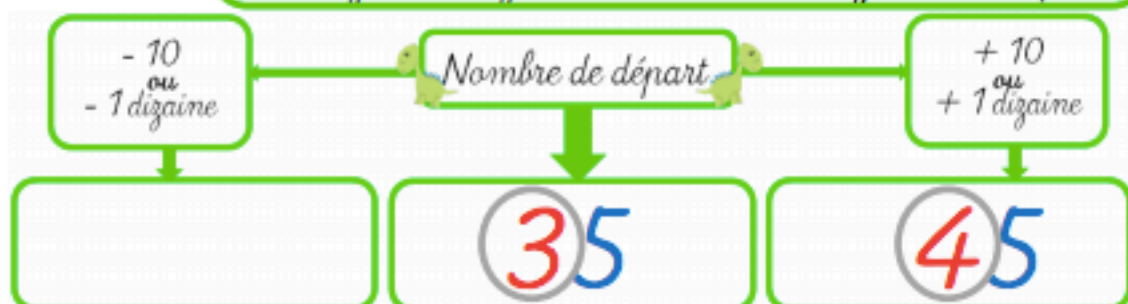 - 10
ou
- 1 dizaine
Nombre de départ
+ 10
ou
+ 1 dizaine
35
45